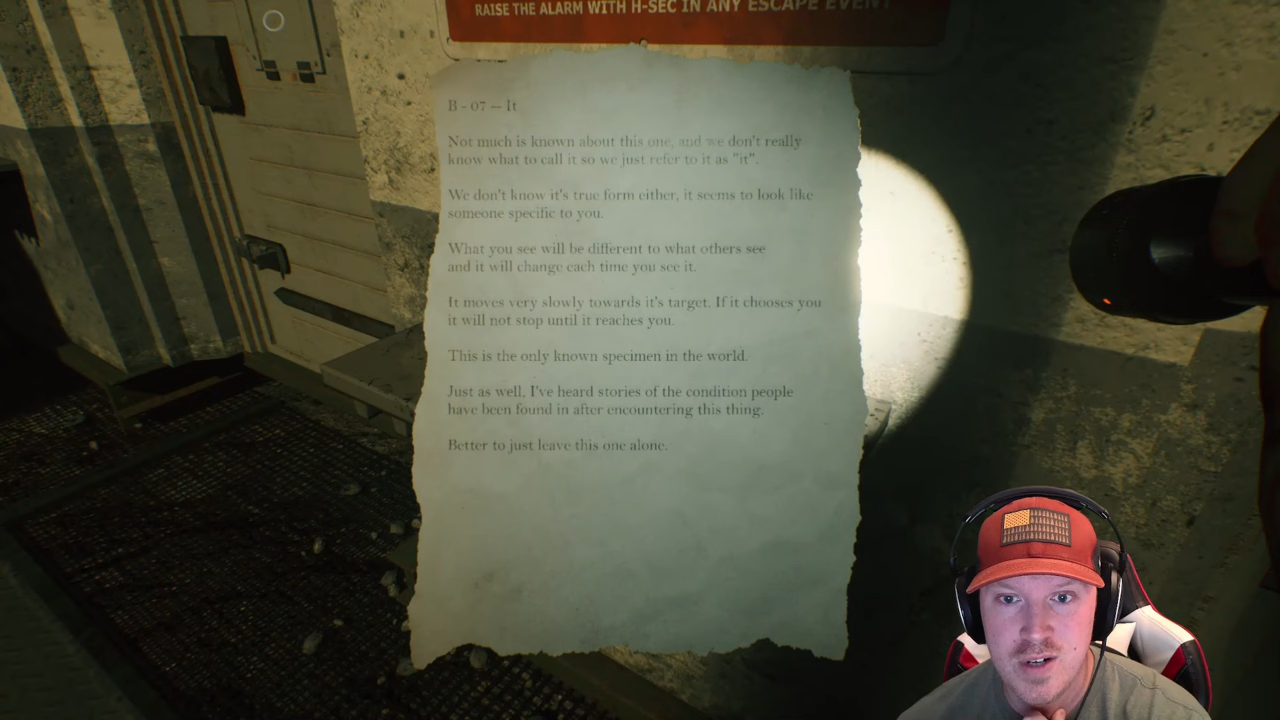 RAISE THE ALARM WITH H-SEC IN ANY ESCAPE EVENT
B - 07 – It
Not much is known about this one, and we don't really
know what to call it so we just refer to it as "it".
We don't know it's true form either, it seems to look like
someone specific to you.
What you see will be different to what others see
and it will change each time you see it.
It moves very slowly towards it's target. If it chooses you
it will not stop until it reaches you.
This is the only known specimen in the world.
Just as well, I've heard stories of the condition people
have been found in after encountering this thing.
Better to just leave this one alone.